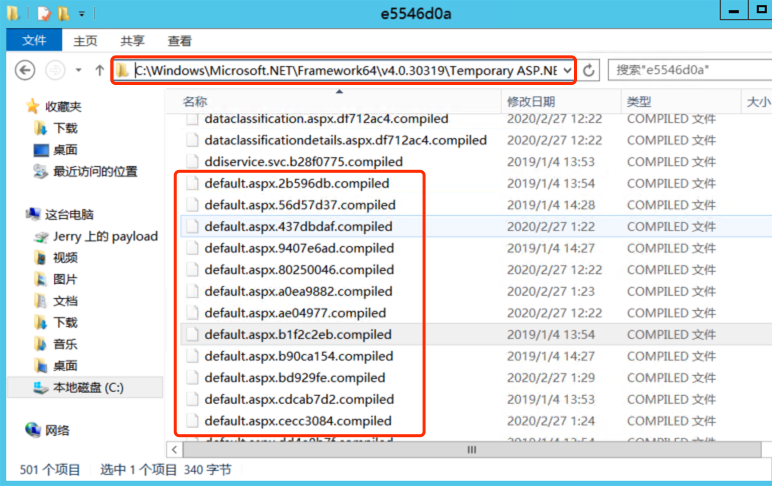 e5546d0a
文件 主页 共享 查看
C:\Windows\Microsoft.NET\Framework64\v4.0.30319\Temporary ASP.NE
搜索"e5546d0a"
收藏夹
下载
桌面
最近访问的位置
这台电脑
Jerry 上的 payload
视频
图片
文档
下载
音乐
桌面
本地磁盘 (C:)
网络
名称 修改日期 类型 大小
dataclassification.aspx.df712ac4.compiled 2020/2/27 12:22 COMPILED 文件
dataclassificationdetails.aspx.df712ac4.compiled 2020/2/27 12:22 COMPILED 文件
ddiservice.svc.b28f0775.compiled 2019/1/4 13:53 COMPILED 文件
default.aspx.2b596db.compiled 2019/1/4 13:54 COMPILED 文件
default.aspx.56d57d37.compiled 2019/1/4 14:28 COMPILED 文件
default.aspx.437dbdaf.compiled 2020/2/27 1:22 COMPILED 文件
default.aspx.9407e6ad.compiled 2019/1/4 14:27 COMPILED 文件
default.aspx.80250046.compiled 2020/2/27 12:22 COMPILED 文件
default.aspx.a0ea9882.compiled 2020/2/27 1:23 COMPILED 文件
default.aspx.ae04977.compiled 2020/2/27 12:22 COMPILED 文件
default.aspx.b1f2c2eb.compiled 2019/1/4 13:54 COMPILED 文件
default.aspx.b90ca154.compiled 2019/1/4 14:27 COMPILED 文件
default.aspx.bd929fe.compiled 2020/2/27 1:29 COMPILED 文件
default.aspx.cdcab7d2.compiled 2019/1/4 13:53 COMPILED 文件
default.aspx.cecc3084.compiled 2020/2/27 1:24 COMPILED 文件
501 个项目 选中 1 个项目 340 字节